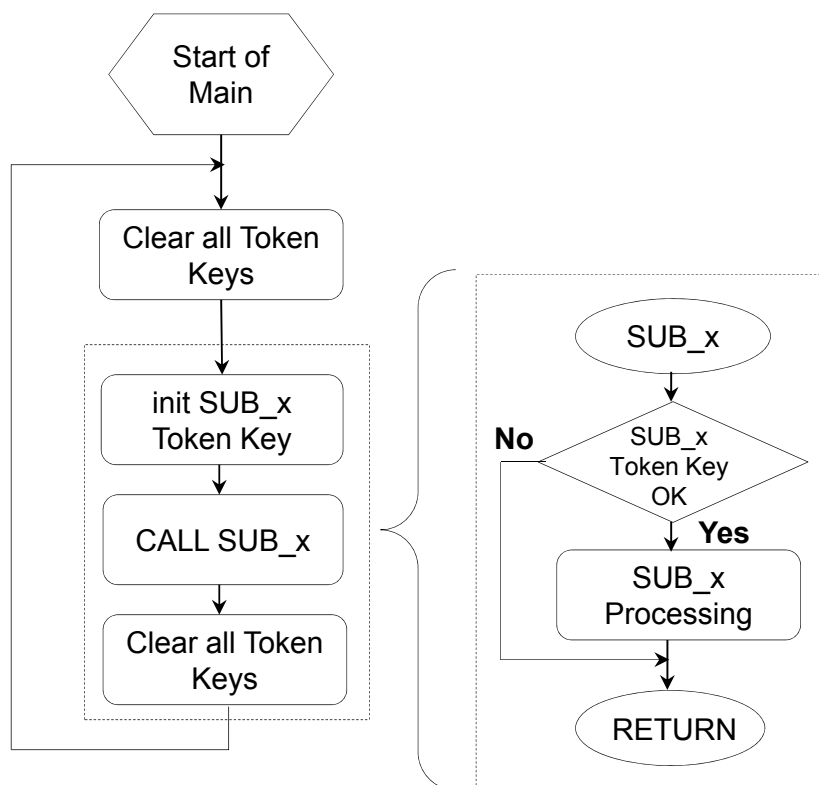 Start of
Main
Clear all Token
Keys
init SUB_x
Token Key
CALL SUB_x
Clear all Token
Keys
SUB_x
No
SUB_x
Token Key
OK
Yes
SUB_x
Processing
RETURN